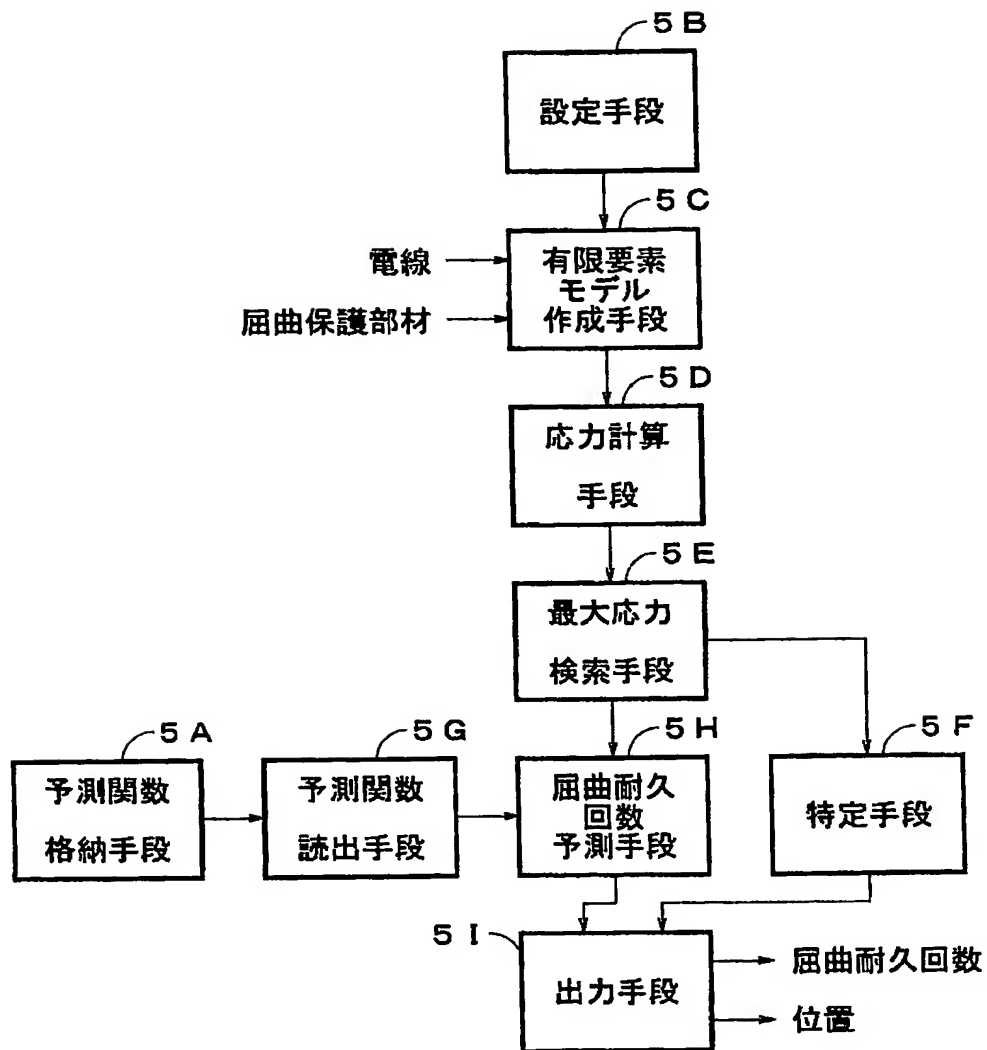 5B
設定手段
5C
電線
屈曲保護部材
有限要素
モデル
作成手段
5D
応力計算
手段
5E
最大応力
検索手段
5A
予測関数
格納手段
5G
予測関数
読出手段
5H
屈曲耐久
回数
予測手段
5F
特定手段
5I
出力手段
屈曲耐久回数
位置